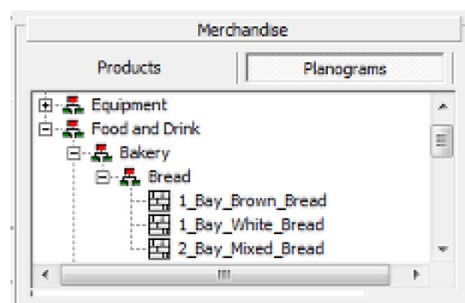 Merchandise
Products Planograms
Equipment
Food and Drink
Bakery
Bread
1_Bay_Brown_Bread
1_Bay_White_Bread
2_Bay_Mixed_Bread